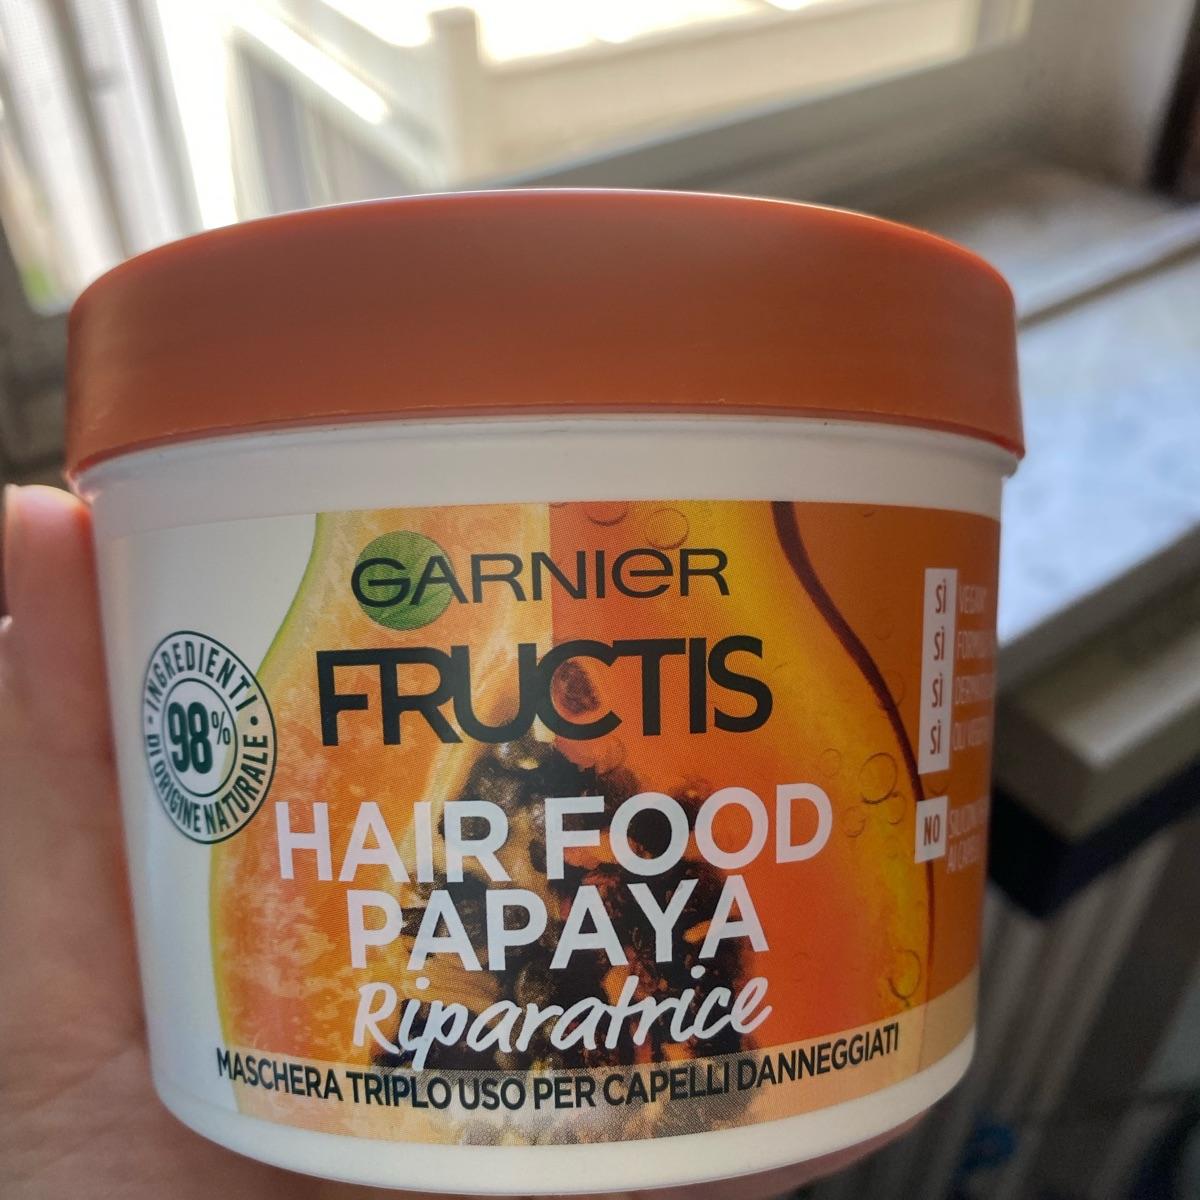 GARNIER
FRUCTIS
INGREDIENTI
98%
DI ORIGINE NATURALE
HAIR FOOD
PAPAYA
Riparatrice
MASCHERA TRIPLO USO PER CAPELLI DANNEGGIATI
SÌ VEGAN
SÌ
SÌ
SÌ
NO